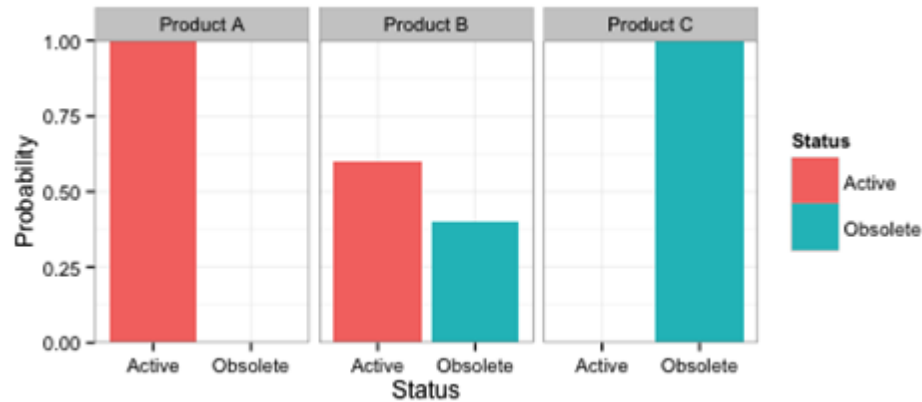 Product A
Product B
Product C
1.00
0.75
0.50
0.25
0.00
Probability
Active
Obsolete
Active
Obsolete
Active
Obsolete
Status
Status
Active
Obsolete